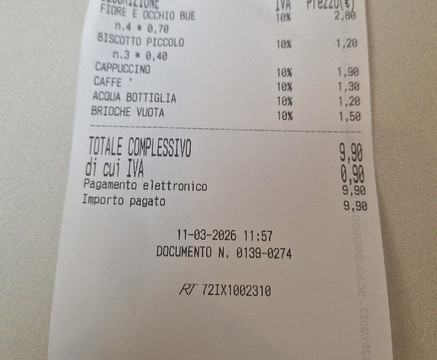 DESCRIZIONE IVA Prezzo(€)
FIORE E OCCHIO BUE 10% 2,80
n.4 * 0,70
BISCOTTO PICCOLO 10% 1,20
n.3 * 0,40
CAPPUCCINO 10% 1,90
CAFFE ' 10% 1,30
ACQUA BOTTIGLIA 10% 1,20
BRIOCHE VUOTA 10% 1,50
TOTALE COMPLESSIVO 9,90
di cui IVA 0,90
Pagamento elettronico 9,90
Importo pagato 9,90
11-03-2026 11:57
DOCUMENTO N. 0139-0274
RT 72IX1002310